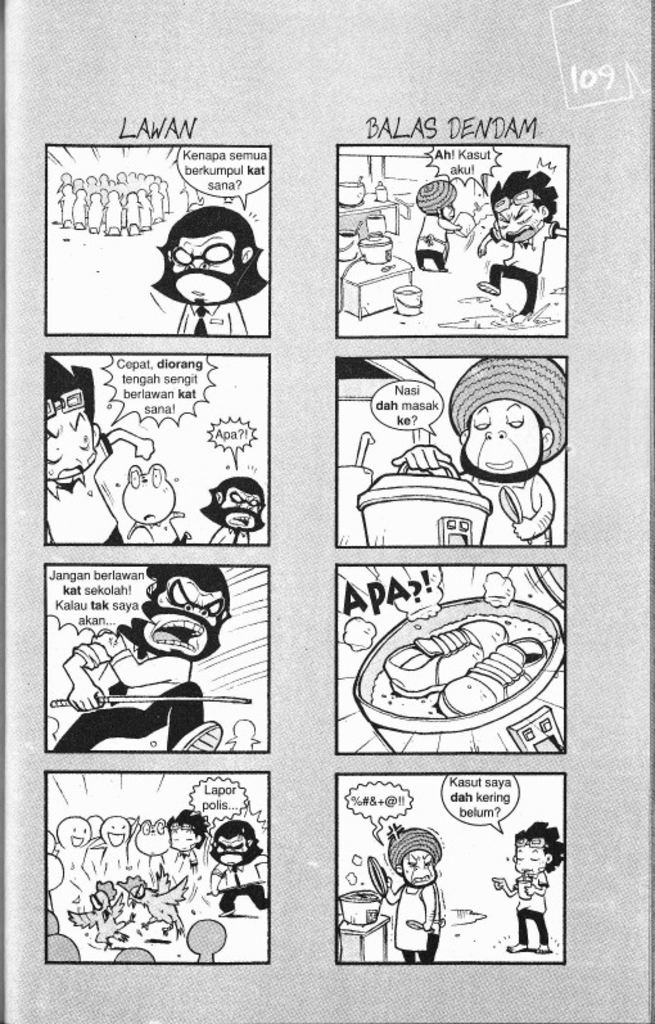 109
LAWAN
Kenapa semua
berkumpul kat
sana?
Cepat, diorang
tengah sengit
berlawan kat
sana!
Apa?!
Jangan berlawan
kat sekolah!
Kalau tak saya
akan...
Lapor
polis...
BALAS DENDAM
Ah! Kasut
aku!
Nasi
dah masak
ke?
APA?!
%#&+@!!
Kasut saya
dah kering
belum?